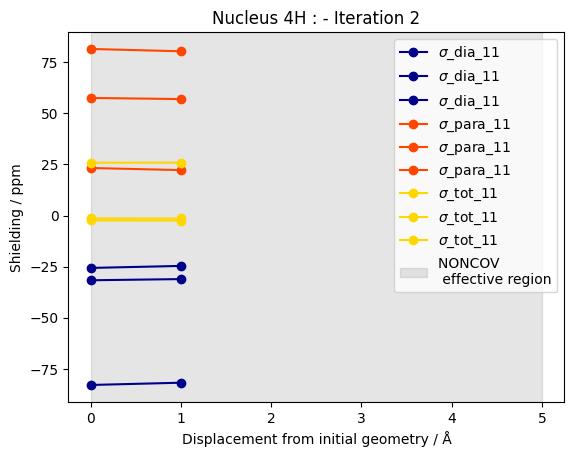 Nucleus 4H : - Iteration 2
Shielding / ppm
75
50
25
0
−25
−50
−75
σ_dia_11
σ_dia_11
σ_dia_11
σ_para_11
σ_para_11
σ_para_11
σ_tot_11
σ_tot_11
σ_tot_11
NONCOV
effective region
0 1 2 3 4 5
Displacement from initial geometry / Å